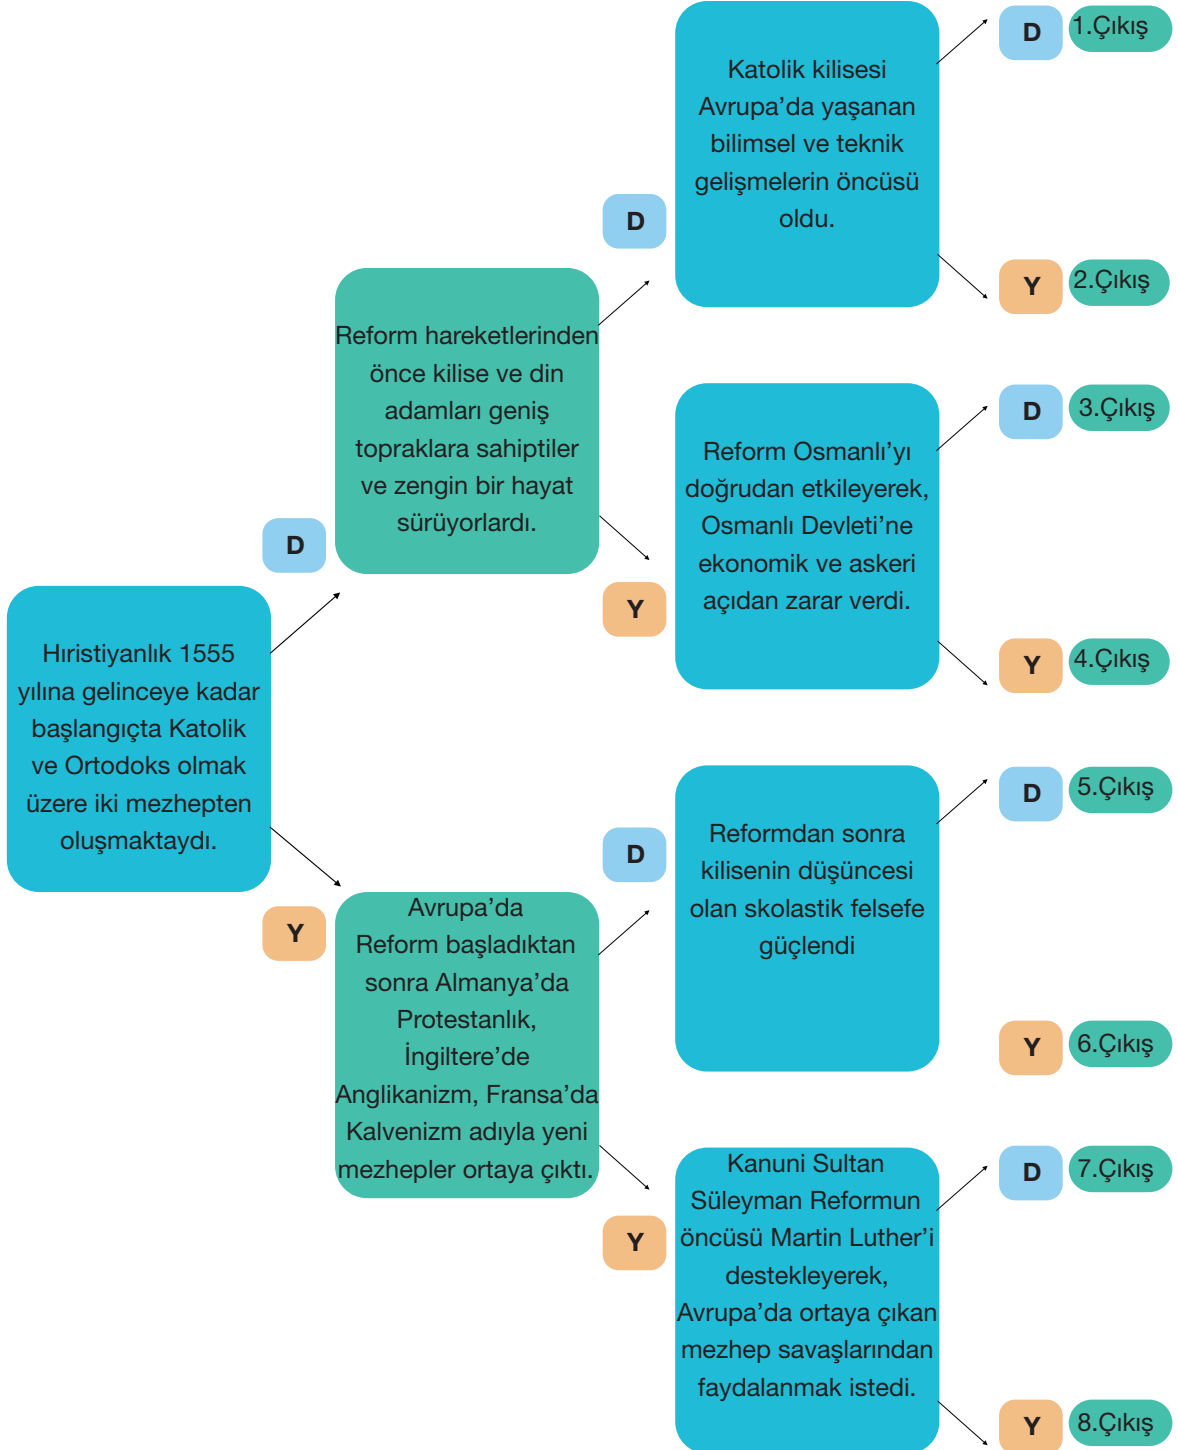 Hıristiyanlık 1555
yılına gelinceye kadar
başlangıçta Katolik
ve Ortodoks olmak
üzere iki mezhepten
oluşmaktaydı.
D
Reform hareketlerinden
önce kilise ve din
adamları geniş
topraklara sahiptiler
ve zengin bir hayat
sürüyorlardı.
Y
Avrupa’da
Reform başladıktan
sonra Almanya’da
Protestanlık,
İngiltere’de
Anglikanizm, Fransa’da
Kalvenizm adıyla yeni
mezhepler ortaya çıktı.
D
Katolik kilisesi
Avrupa’da yaşanan
bilimsel ve teknik
gelişmelerin öncüsü
oldu.
D
1.Çıkış
Y
2.Çıkış
Y
Reform Osmanlı’yı
doğrudan etkileyerek,
Osmanlı Devleti’ne
ekonomik ve askeri
açıdan zarar verdi.
D
3.Çıkış
Y
4.Çıkış
D
Reformdan sonra
kilisenin düşüncesi
olan skolastik felsefe
güçlendi
D
5.Çıkış
Y
6.Çıkış
Y
Kanuni Sultan
Süleyman Reformun
öncüsü Martin Luther’i
destekleyerek,
Avrupa’da ortaya çıkan
mezhep savaşlarından
faydalanmak istedi.
D
7.Çıkış
Y
8.Çıkış